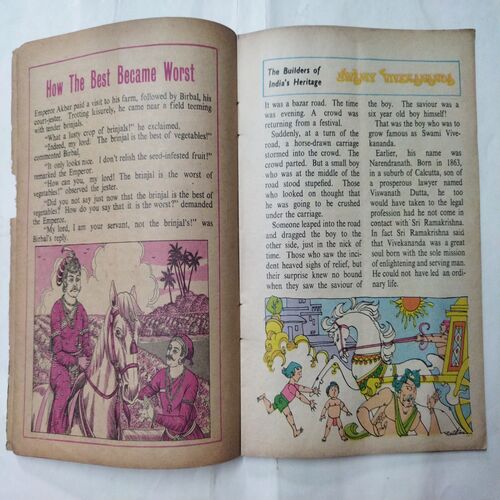 How The Best Became Worst
Emperor Akbar paid a visit to his farm, followed by Birbal, his
court-jester. Trotting leisurely, he came near a field teeming
with tender brinjals.
"What a lusty crop of brinjals!" he exclaimed.
"Indeed, my lord! The brinjal is the best of vegetables!"
commented Birbal.
"It only looks nice. I don't relish the seed-infested fruit!"
remarked the Emperor.
"How can you, my lord! The brinjal is the worst of
vegetables!" observed the jester.
"Did you not say just now that the brinjal is the best of
vegetables? How do you say that it is the worst?" demanded
the Emperor.
"My lord, I am your servant, not the brinjal's!" was
Birbal's reply.
The Builders of
India's Heritage
SWAMI VIVEKANANDA
It was a bazar road. The time
was evening. A crowd was
returning from a festival.
Suddenly, at a turn of the
road, a horse-drawn carriage
stormed into the crowd. The
crowd parted. But a small boy
who was at the middle of the
road stood stupefied. Those
who looked on thought that
he was going to be crushed
under the carriage.
Someone leaped into the road
and dragged the boy to the
other side, just in the nick of
time. Those who saw the inci-
dent heaved sighs of relief, but
their surprise knew no bound
when they saw the saviour of
the boy. The saviour was a
six year old boy himself!
That was the boy who was to
grow famous as Swami Vive-
kananda.
Earlier, his name was
Narendranath. Born in 1863,
in a suburb of Calcutta, son of
a prosperous lawyer named
Viswanath Dutta, he too
would have taken to the legal
profession had he not come in
contact with Sri Ramakrishna.
In fact Sri Ramakrishna said
that Vivekananda was a great
soul born with the sole mission
of enlightening and serving man.
He could not have led an ordi-
nary life.